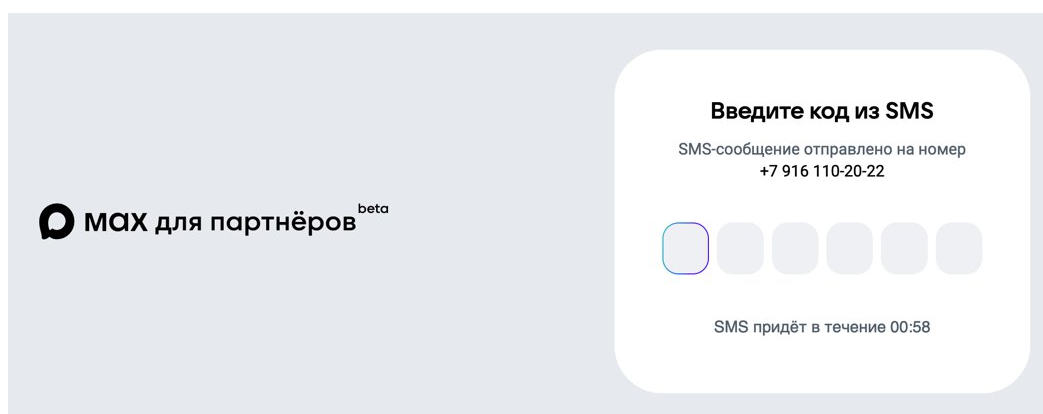 Введите код из SMS
SMS-сообщение отправлено на номер
+7 916 110-20-22
мах для партнёров beta
SMS придёт в течение 00:58